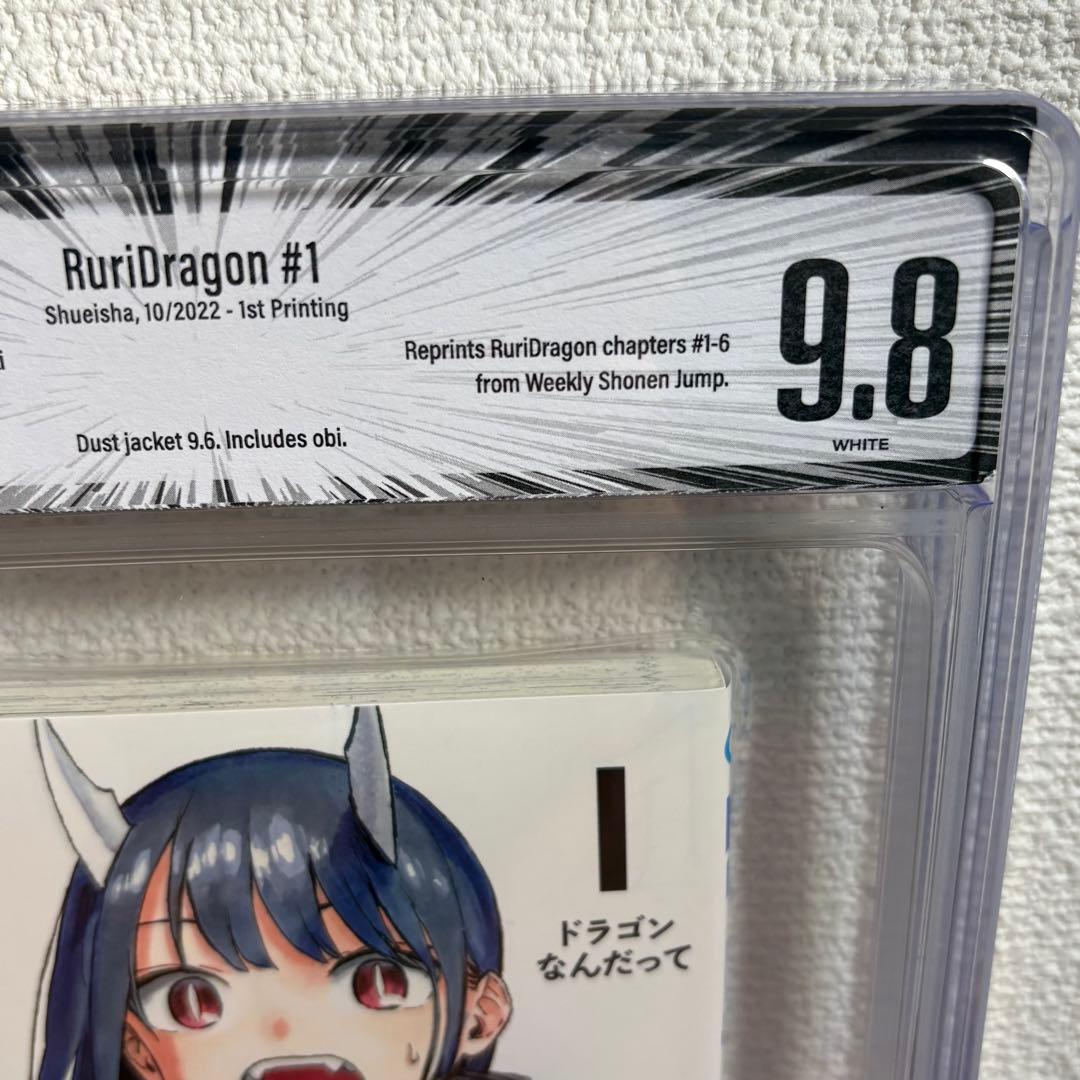 RuriDragon #1
Shueisha, 10/2022 - 1st Printing
i
Reprints RuriDragon chapters #1-6
from Weekly Shonen Jump.
Dust jacket 9.6. Includes obi.
9.8
WHITE
1
ドラゴン
なんだって